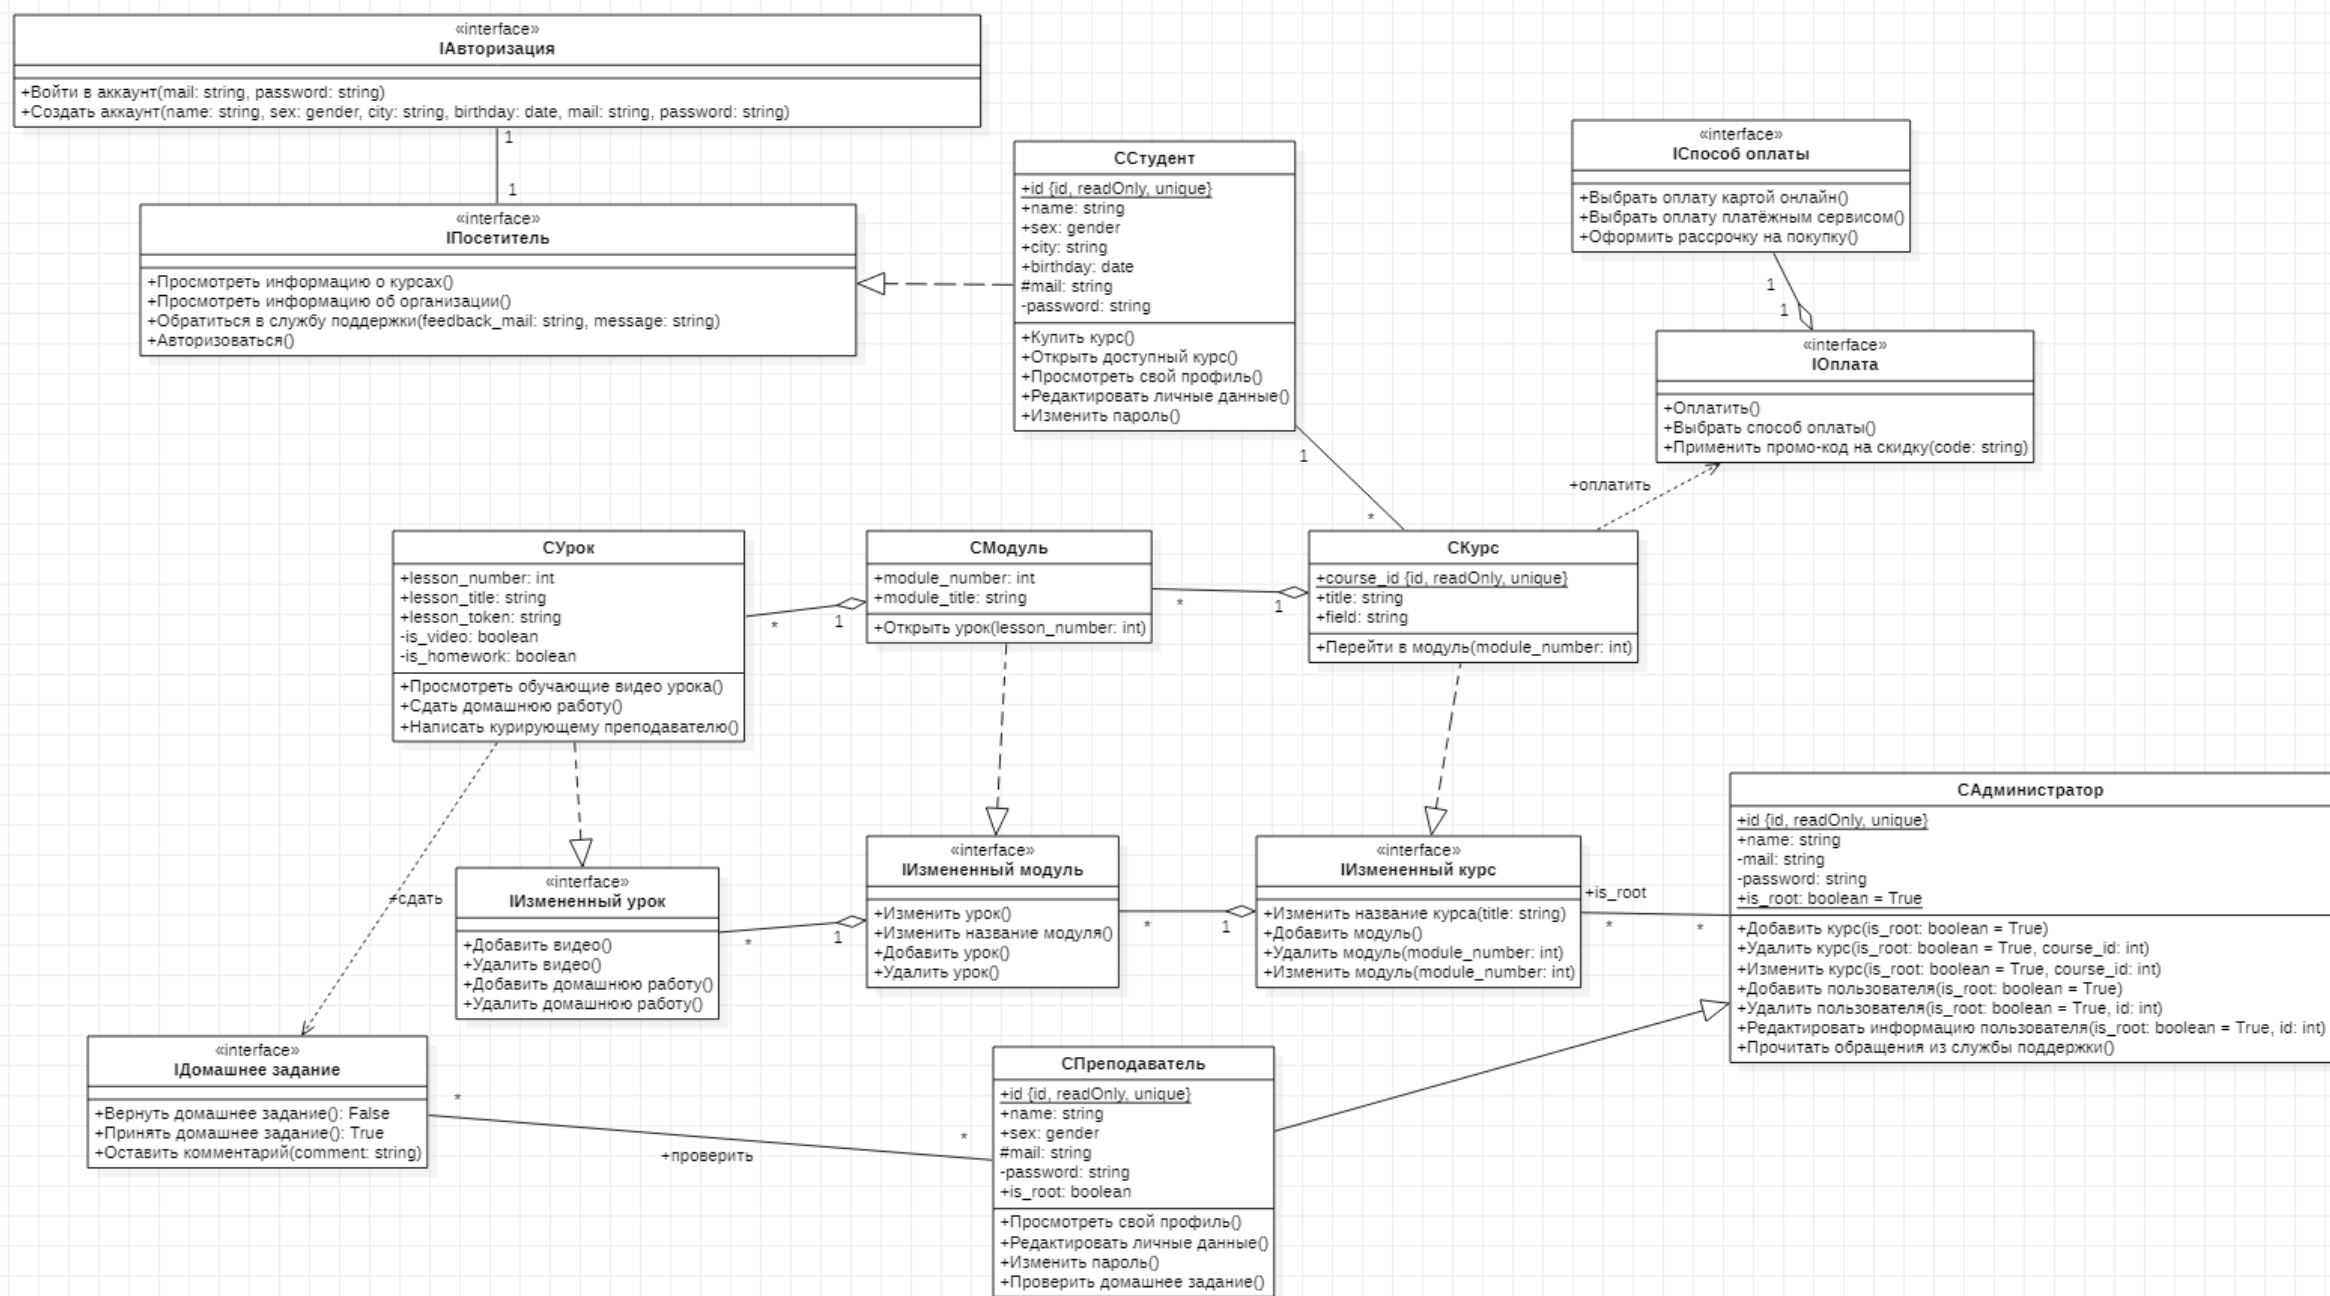 «interface»
IАвторизация
+Войти в аккаунт(mail: string, password: string)
+Создать аккаунт(name: string, sex: gender, city: string, birthday: date, mail: string, password: string)
1
1
«interface»
IПосетитель
+Просмотреть информацию о курсах()
+Просмотреть информацию об организации()
+Обратиться в службу поддержки(feedback_mail: string, message: string)
+Авторизоваться()
CСтудент
+id {id, readOnly, unique}
+name: string
+sex: gender
+city: string
+birthday: date
#mail: string
-password: string
+Купить курс()
+Открыть доступный курс()
+Просмотреть свой профиль()
+Редактировать личные данные()
+Изменить пароль()
1
*
«interface»
IСпособ оплаты
+Выбрать оплату картой онлайн()
+Выбрать оплату платёжным сервисом()
+Оформить рассрочку на покупку()
1
1
«interface»
IОплата
+Оплатить()
+Выбрать способ оплаты()
+Применить промо-код на скидку(code: string)
+оплатить
CУрок
+lesson_number: int
+lesson_title: string
+lesson_token: string
-is_video: boolean
-is_homework: boolean
+Просмотреть обучающие видео урока()
+Сдать домашнюю работу()
+Написать курирующему преподавателю()
*
1
CМодуль
+module_number: int
+module_title: string
+Открыть урок(lesson_number: int)
*
1
CКурс
+course_id {id, readOnly, unique}
+title: string
+field: string
+Перейти в модуль(module_number: int)
+сдать
«interface»
IИзмененный урок
+Добавить видео()
+Удалить видео()
+Добавить домашнюю работу()
+Удалить домашнюю работу()
*
1
«interface»
IИзмененный модуль
+Изменить урок()
+Изменить название модуля()
+Добавить урок()
+Удалить урок()
*
1
«interface»
IИзмененный курс
+Изменить название курса(title: string)
+Добавить модуль()
+Удалить модуль(module_number: int)
+Изменить модуль(module_number: int)
+is_root
*
*
CАдминистратор
+id {id, readOnly, unique}
+name: string
-mail: string
-password: string
+is_root: boolean = True
+Добавить курс(is_root: boolean = True)
+Удалить курс(is_root: boolean = True, course_id: int)
+Изменить курс(is_root: boolean = True, course_id: int)
+Добавить пользователя(is_root: boolean = True)
+Удалить пользователя(is_root: boolean = True, id: int)
+Редактировать информацию пользователя(is_root: boolean = True, id: int)
+Прочитать обращения из службы поддержки()
«interface»
IДомашнее задание
+Вернуть домашнее задание(): False
+Принять домашнее задание(): True
+Оставить комментарий(comment: string)
*
*
+проверить
CПреподаватель
+id {id, readOnly, unique}
+name: string
+sex: gender
#mail: string
-password: string
+is_root: boolean
+Просмотреть свой профиль()
+Редактировать личные данные()
+Изменить пароль()
+Проверить домашнее задание()